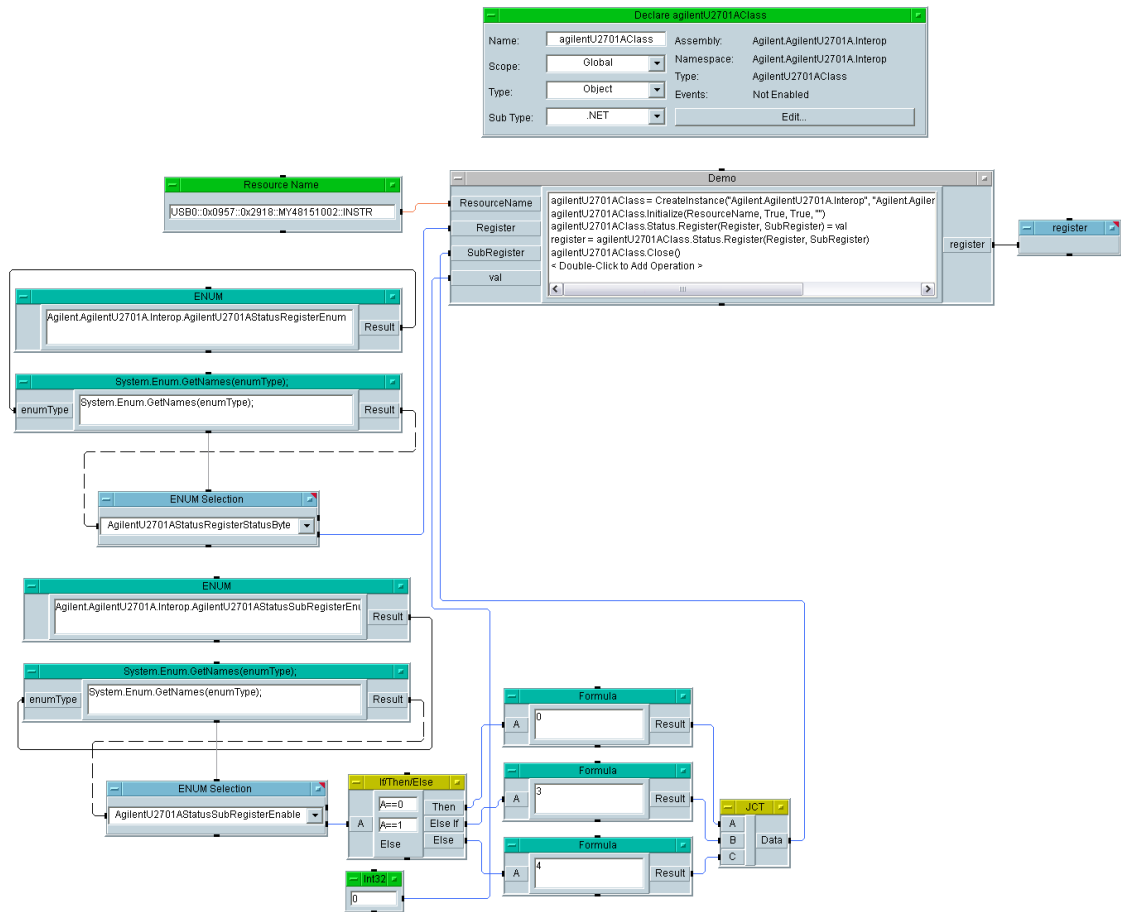 Declare agilentU2701AClass
Name: agilentU2701AClass Assembly: Agilent.AgilentU2701A.Interop
Scope: Global Namespace: Agilent.AgilentU2701A.Interop
Type: Object Type: AgilentU2701AClass
Events: Not Enabled
Sub Type: .NET Edit...
Resource Name
USB0::0x0957::0x2918::MY48151002::INSTR
Demo
ResourceName
Register
SubRegister
val
agilentU2701AClass = CreateInstance("Agilent.AgilentU2701A.Interop", "Agilent.Agiler
agilentU2701AClass.Initialize(ResourceName, True, True, "")
agilentU2701AClass.Status.Register(Register, SubRegister) = val
register = agilentU2701AClass.Status.Register(Register, SubRegister)
agilentU2701AClass.Close()
< Double-Click to Add Operation >
register
register
ENUM
Agilent.AgilentU2701A.Interop.AgilentU2701AStatusRegisterEnum
Result
System.Enum.GetNames(enumType);
enumType System.Enum.GetNames(enumType); Result
ENUM Selection
AgilentU2701AStatusRegisterStatusByte
ENUM
Agilent.AgilentU2701A.Interop.AgilentU2701AStatusSubRegisterEnu
Result
System.Enum.GetNames(enumType);
enumType System.Enum.GetNames(enumType); Result
ENUM Selection
AgilentU2701AStatusSubRegisterEnable
If/Then/Else
A
A==0 Then
A==1 Else If
Else Else
Int32
0
Formula
A 0 Result
Formula
A 3 Result
Formula
A 4 Result
JCT
A
B Data
C